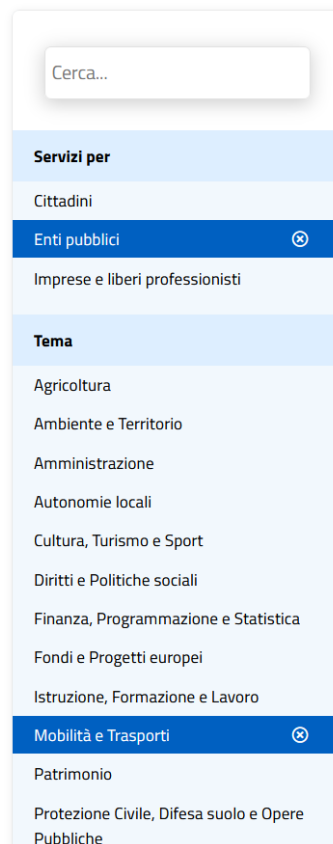 Cerca...
Servizi per
Cittadini
Enti pubblici
Imprese e liberi professionisti
Tema
Agricoltura
Ambiente e Territorio
Amministrazione
Autonomie locali
Cultura, Turismo e Sport
Diritti e Politiche sociali
Finanza, Programmazione e Statistica
Fondi e Progetti europei
Istruzione, Formazione e Lavoro
Mobilità e Trasporti
Patrimonio
Protezione Civile, Difesa suolo e Opere
Pubbliche